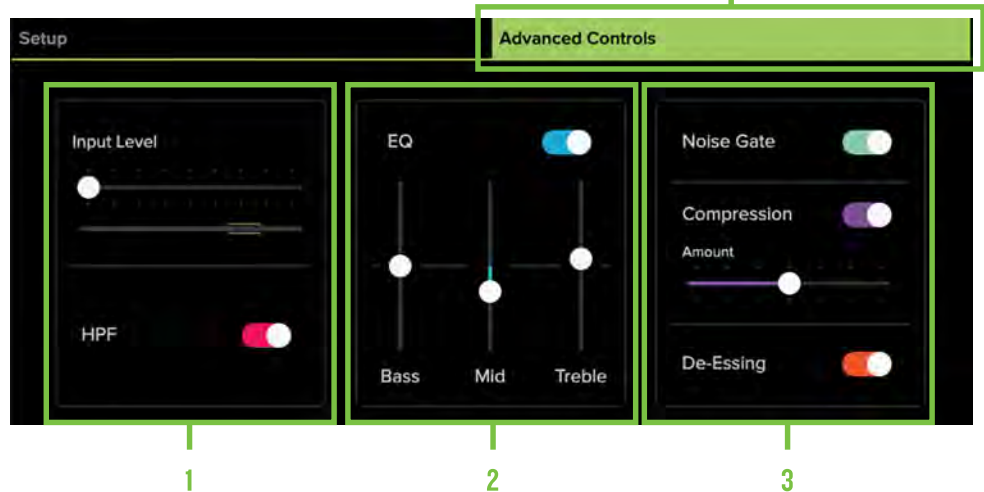 Setup
Advanced Controls
Input Level
HPF
EQ
Bass Mid Treble
Noise Gate
Compression
Amount
De-Essing
1 2 3